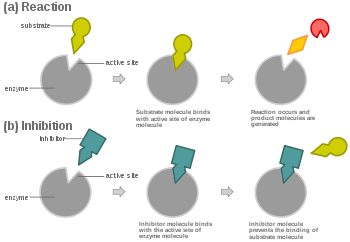 (a) Reaction
substrate
active site
enzyme
Substrate molecule binds
with active site of enzyme
molecule
Reaction occurs and
product molecules are
generated
(b) Inhibition
Inhibitor
active site
enzyme
Inhibitor molecule binds
with the active site of
enzyme molecule
Inhibitor molecule
prevents the binding of
substrate molecule